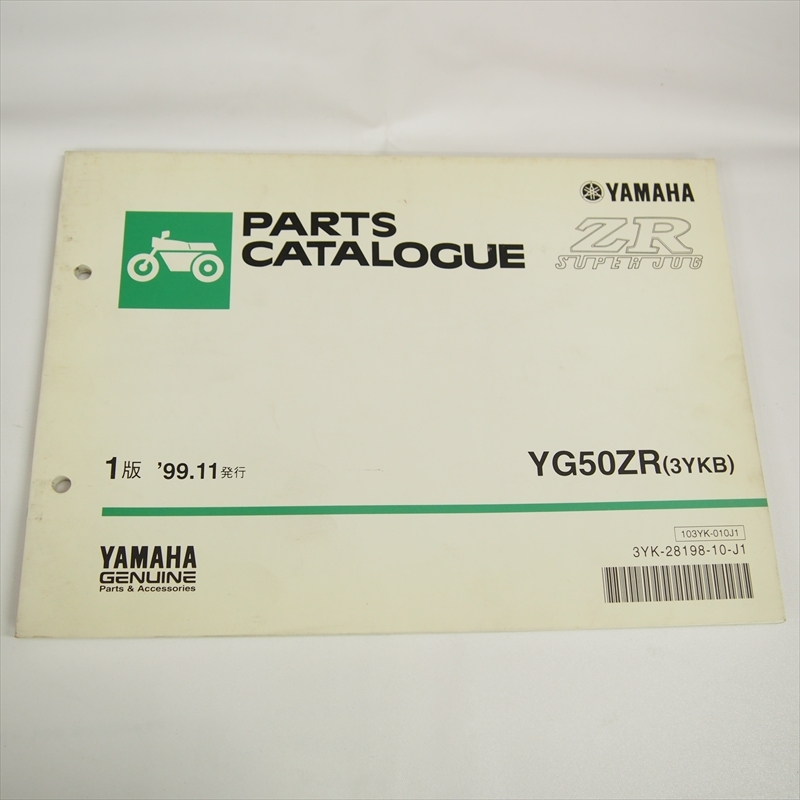 PARTS
CATALOGUE
YAMAHA
ZR
SUPER JOG
1版 '99.11発行
YG50ZR(3YKB)
103YK-010J1
3YK-28198-10-J1
YAMAHA
GENUINE
Parts & Accessories